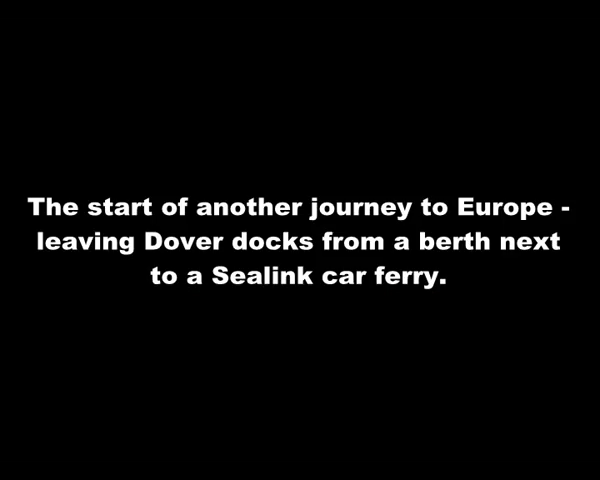 The start of another journey to Europe -
leaving Dover docks from a berth next
to a Sealink car ferry.